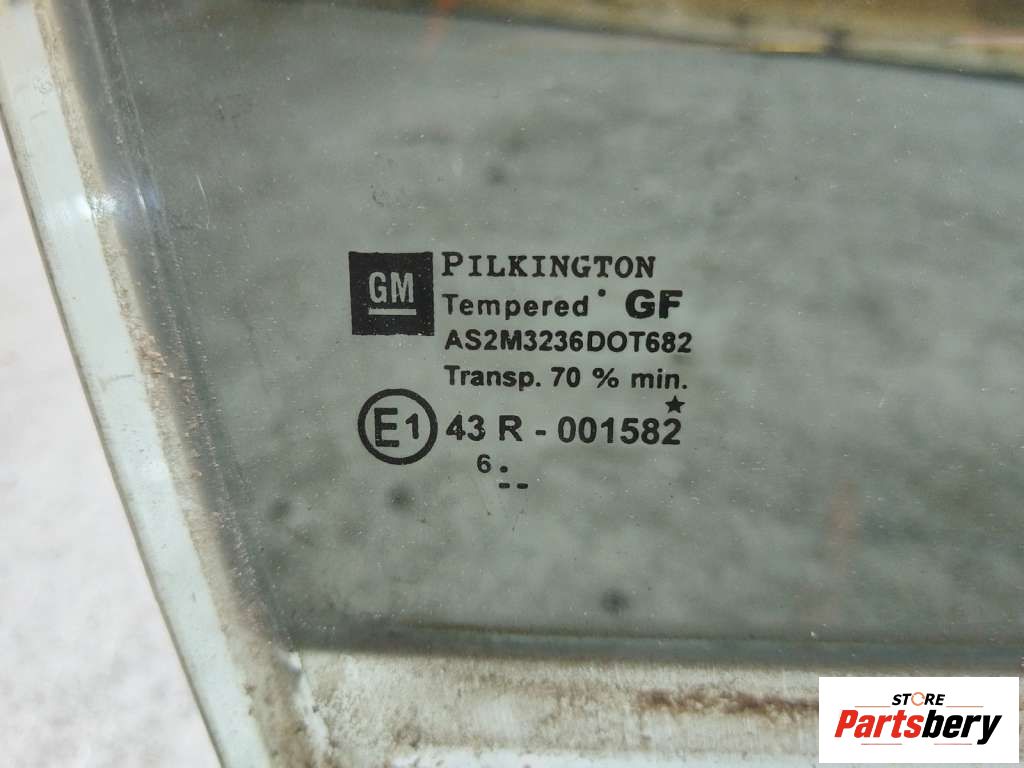 GM
PILKINGTON
Tempered • GF
AS2M3236DOT682
Transp. 70 % min.
E1 43 R - 001582
6 .
- -
STORE
Partsbery